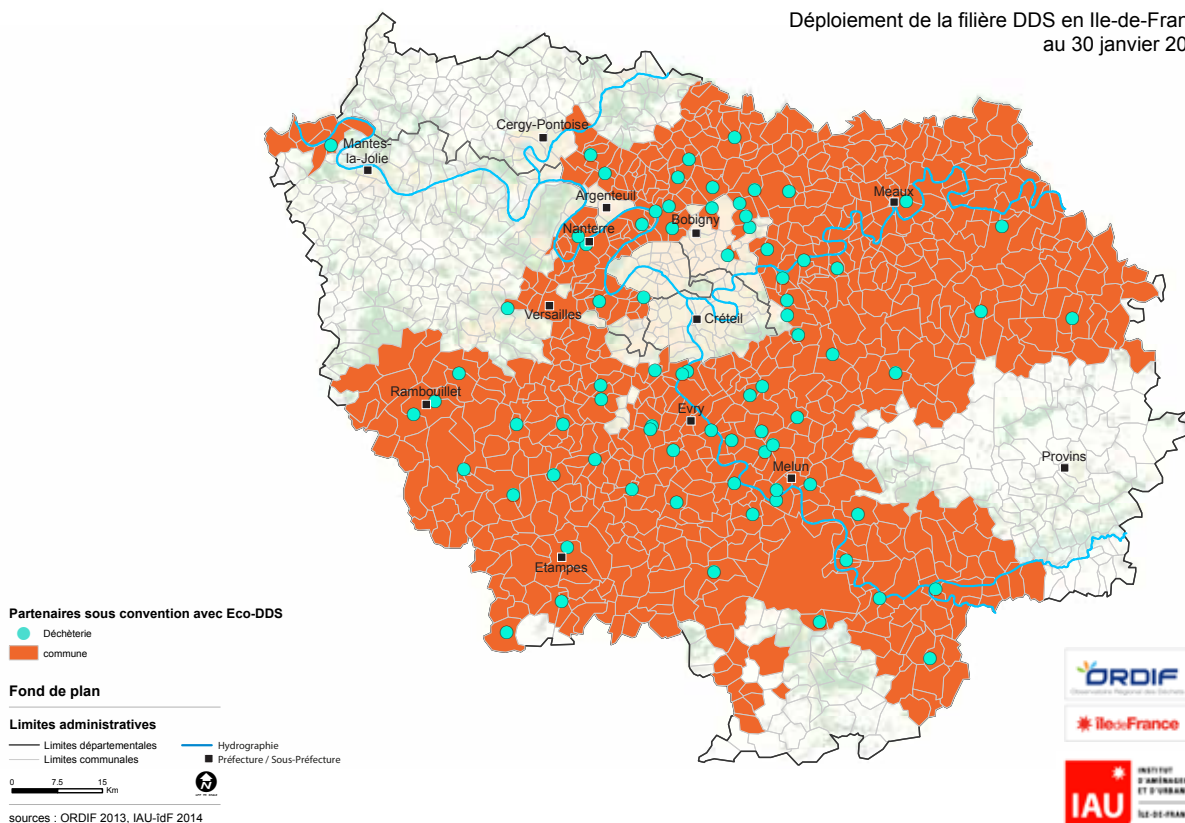 Déploiement de la filière DDS en Ile-de-Fran
au 30 janvier 20
Cergy-Pontoise
Mantes-
la-Jolie
Argenteuil
Meaux
Bobigny
Nanterre
Versailles
Créteil
Rambouillet
Evry
Provins
Melun
Etampes
Partenaires sous convention avec Eco-DDS
Déchèterie
commune
Fond de plan
Limites administratives
Limites départementales
Hydrographie
Limites communales
Préfecture / Sous-Préfecture
0 7.5 15
Km
N
sources : ORDIF 2013, IAU-îdF 2014
ORDIF
Observatoire Régional des Déchets
îledeFrance
IAU
INSTITUT
D'AMÉNAGE
ET D'URBAN
ÎLE-DE-FRAN